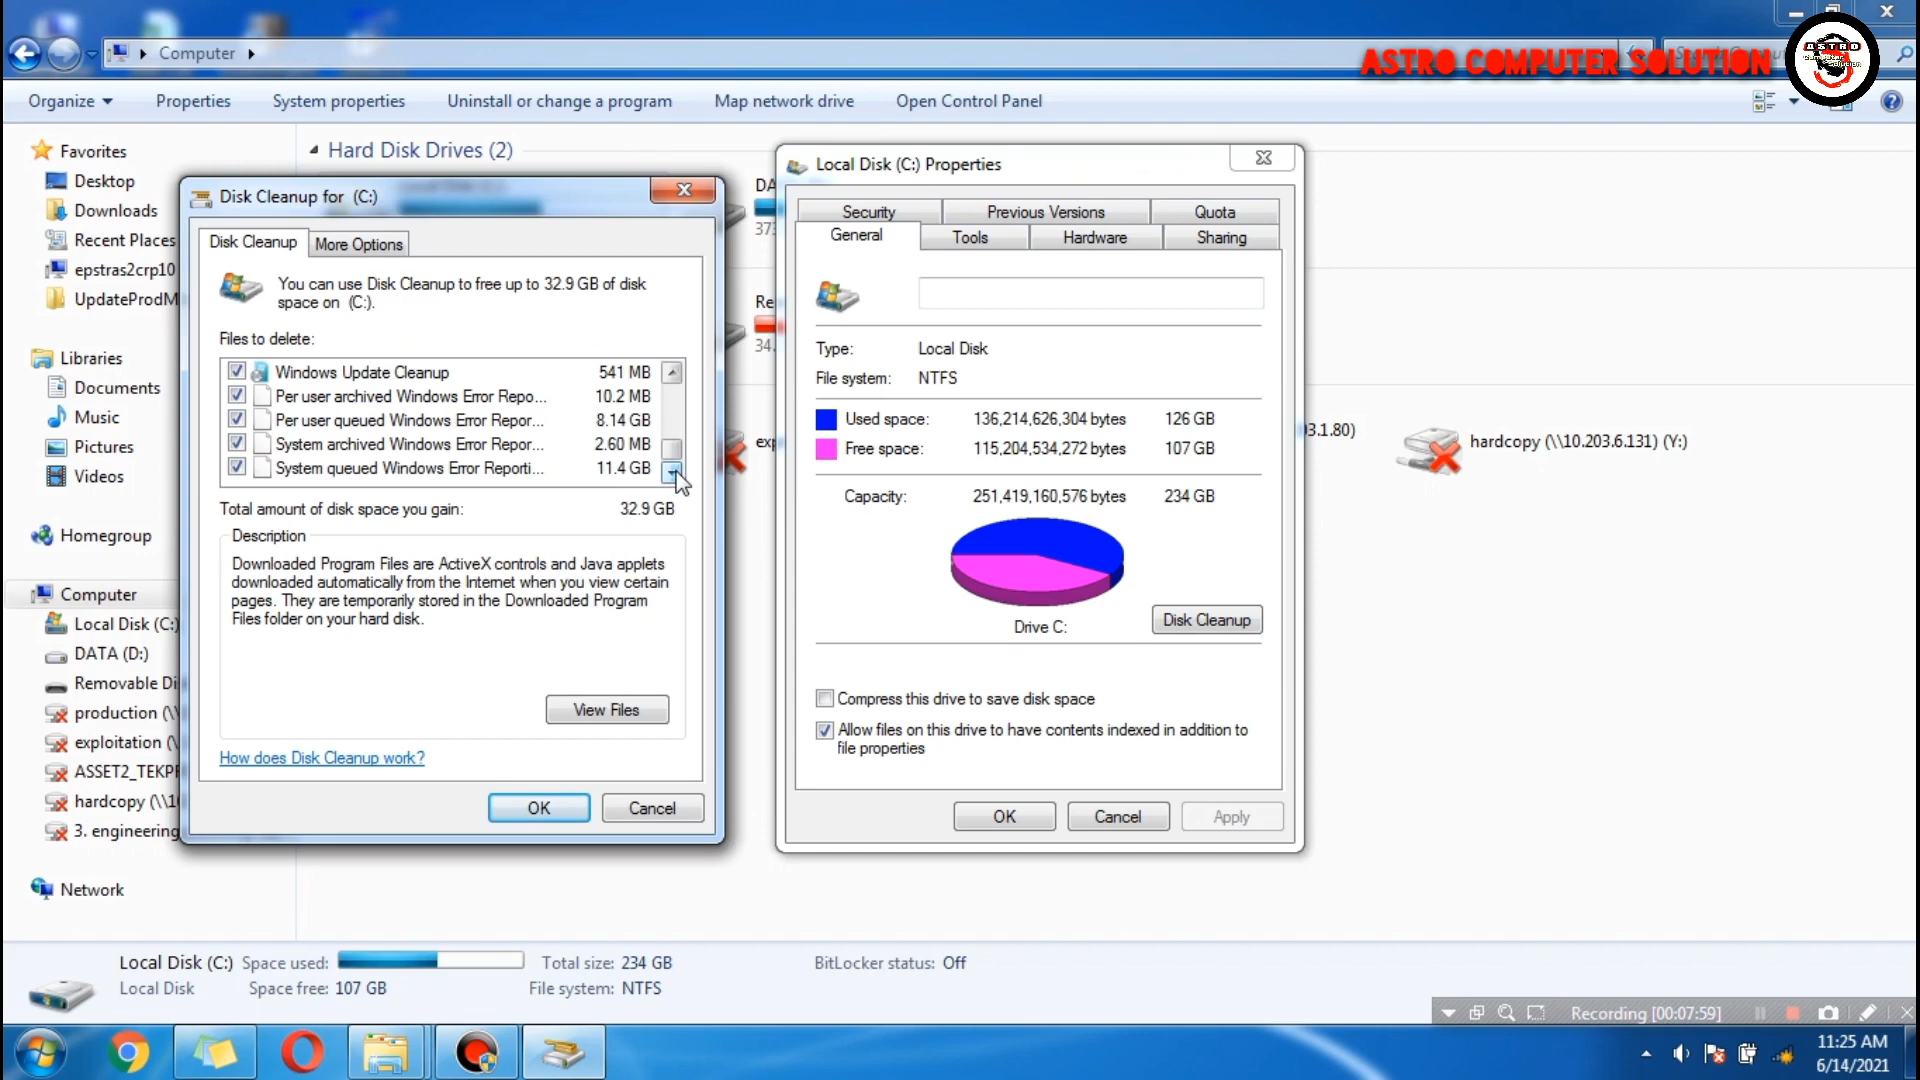 Computer
ASTRO COMPUTER SOLUTION
ASTRO
Computer
Solution
Organize
Properties
System properties
Uninstall or change a program
Map network drive
Open Control Panel
Favorites
Desktop
Downloads
Recent Places
epstras2crp10
UpdateProdM
Libraries
Documents
Music
Pictures
Videos
Homegroup
Computer
Local Disk (C:)
DATA (D:)
Removable Di
production (\\
exploitation (\
ASSET2_TEKPF
hardcopy (\\10
3. engineering
Network
Hard Disk Drives (2)
DA
373
Re
34.
exp
3.1.80)
hardcopy (\\10.203.6.131) (Y:)
Disk Cleanup for (C:)
Disk Cleanup
More Options
You can use Disk Cleanup to free up to 32.9 GB of disk
space on (C:).
Files to delete:
Windows Update Cleanup 541 MB
Per user archived Windows Error Repo... 10.2 MB
Per user queued Windows Error Repor... 8.14 GB
System archived Windows Error Repor... 2.60 MB
System queued Windows Error Reporti... 11.4 GB
Total amount of disk space you gain: 32.9 GB
Description
Downloaded Program Files are ActiveX controls and Java applets
downloaded automatically from the Internet when you view certain
pages. They are temporarily stored in the Downloaded Program
Files folder on your hard disk.
View Files
How does Disk Cleanup work?
OK
Cancel
Local Disk (C:) Properties
Security
Previous Versions
Quota
General
Tools
Hardware
Sharing
Type: Local Disk
File system: NTFS
Used space: 136,214,626,304 bytes 126 GB
Free space: 115,204,534,272 bytes 107 GB
Capacity: 251,419,160,576 bytes 234 GB
Drive C:
Disk Cleanup
Compress this drive to save disk space
Allow files on this drive to have contents indexed in addition to
file properties
OK
Cancel
Apply
Local Disk (C:) Space used: Total size: 234 GB BitLocker status: Off
Local Disk Space free: 107 GB File system: NTFS
Recording [00:07:59]
11:25 AM
6/14/2021